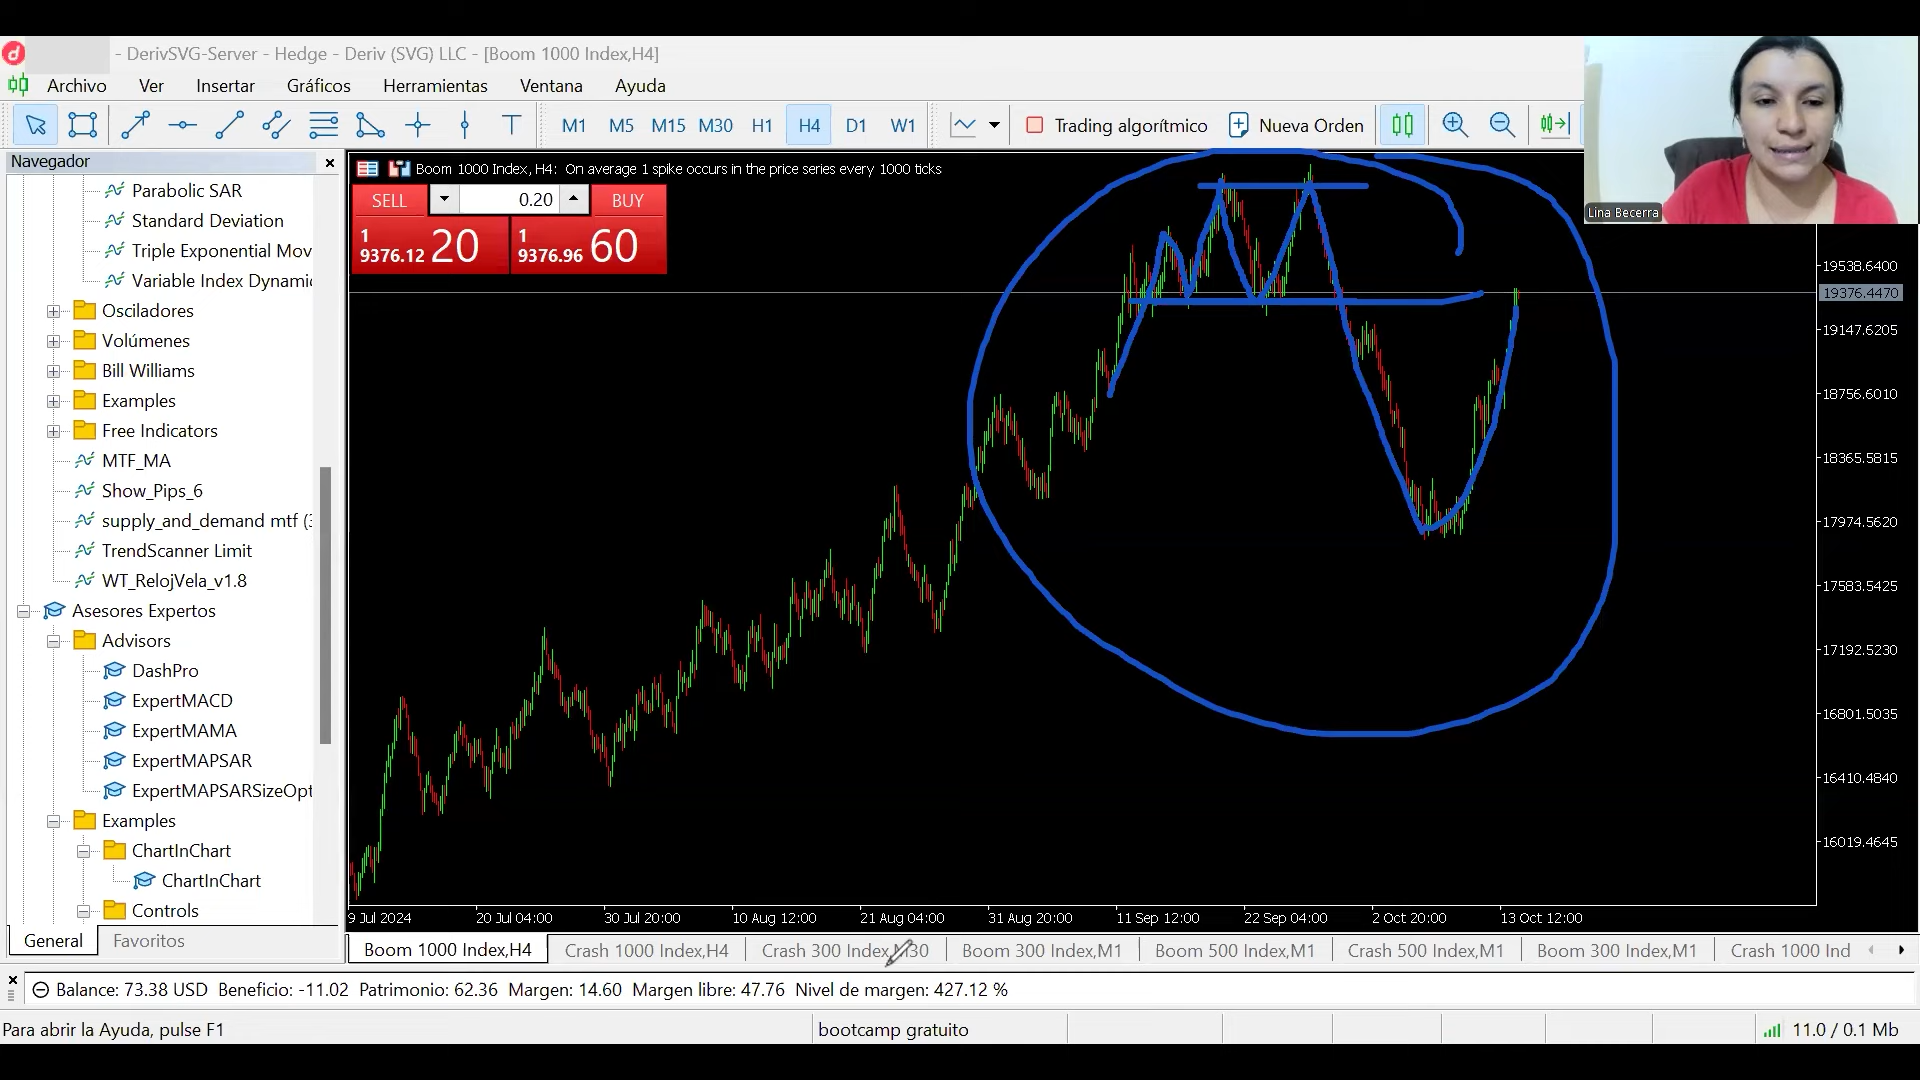 - DerivSVG-Server - Hedge - Deriv (SVG) LLC - [Boom 1000 Index,H4]
Archivo Ver Insertar Gráficos Herramientas Ventana Ayuda
T M1 M5 M15 M30 H1 H4 D1 W1 Trading algorítmico Nueva Orden
Navegador
Parabolic SAR
Standard Deviation
Triple Exponential Mov
Variable Index Dynamic
Osciladores
Volúmenes
Bill Williams
Examples
Free Indicators
MTF_MA
Show_Pips_6
supply_and_demand mtf (
TrendScanner Limit
WT_RelojVela_v1.8
Asesores Expertos
Advisors
DashPro
ExpertMACD
ExpertMAMA
ExpertMAPSAR
ExpertMAPSARSizeOpt
Examples
ChartInChart
ChartInChart
Controls
General Favoritos
Boom 1000 Index, H4: On average 1 spike occurs in the price series every 1000 ticks
SELL 0.20 BUY
1 9376.12 20
1 9376.96 60
Lina Becerra
19538.6400
19376.4470
19147.6205
18756.6010
18365.5815
17974.5620
17583.5425
17192.5230
16801.5035
16410.4840
16019.4645
9 Jul 2024 20 Jul 04:00 30 Jul 20:00 10 Aug 12:00 21 Aug 04:00 31 Aug 20:00 11 Sep 12:00 22 Sep 04:00 2 Oct 20:00 13 Oct 12:00
Boom 1000 Index,H4 Crash 1000 Index,H4 Crash 300 Index,M30 Boom 300 Index,M1 Boom 500 Index,M1 Crash 500 Index,M1 Boom 300 Index,M1 Crash 1000 Ind
Balance: 73.38 USD Beneficio: -11.02 Patrimonio: 62.36 Margen: 14.60 Margen libre: 47.76 Nivel de margen: 427.12 %
Para abrir la Ayuda, pulse F1 bootcamp gratuito 11.0 / 0.1 Mb